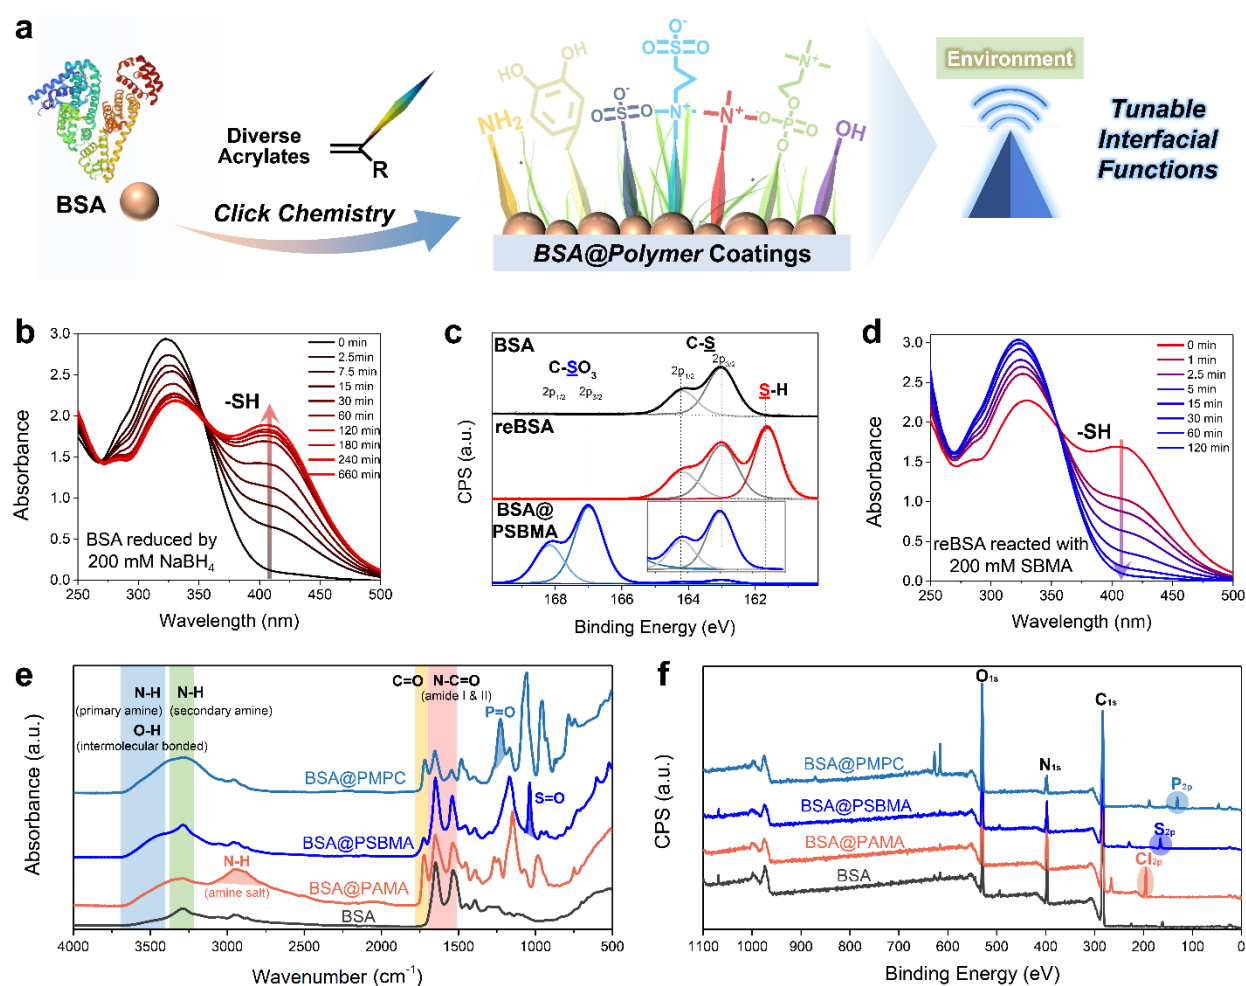 a
BSA
Diverse
Acrylates
R
Click Chemistry
NH2
HO
OH
O-
O=S=O
O-
O=S=O
N+
N+
-O-P=O
O
O
N+
OH
BSA@Polymer Coatings
Environment
Tunable
Interfacial
Functions
b
Absorbance
3.0
2.5
2.0
1.5
1.0
0.5
0.0
250 300 350 400 450 500
Wavelength (nm)
-SH
0 min
2.5min
7.5 min
15 min
30 min
60 min
120 min
180 min
240 min
660 min
BSA reduced by
200 mM NaBH4
c
CPS (a.u.)
BSA
C-S
2p1/2 2p3/2
C-SO3
2p1/2 2p3/2
S-H
reBSA
BSA@
PSBMA
168 166 164 162
Binding Energy (eV)
d
Absorbance
3.0
2.5
2.0
1.5
1.0
0.5
0.0
250 300 350 400 450 500
Wavelength (nm)
-SH
0 min
1 min
2.5 min
5 min
15 min
30 min
60 min
120 min
reBSA reacted with
200 mM SBMA
e
Absorbance (a.u.)
N-H
(primary amine)
O-H
(intermolecular bonded)
N-H
(secondary amine)
C=O
N-C=O
(amide I & II)
P=O
BSA@PMPC
S=O
BSA@PSBMA
N-H
(amine salt)
BSA@PAMA
BSA
4000 3500 3000 2500 2000 1500 1000 500
Wavenumber (cm-1)
f
CPS (a.u.)
O1s
C1s
N1s
P2p
S2p
Cl2p
BSA@PMPC
BSA@PSBMA
BSA@PAMA
BSA
1100 1000 900 800 700 600 500 400 300 200 100 0
Binding Energy (eV)